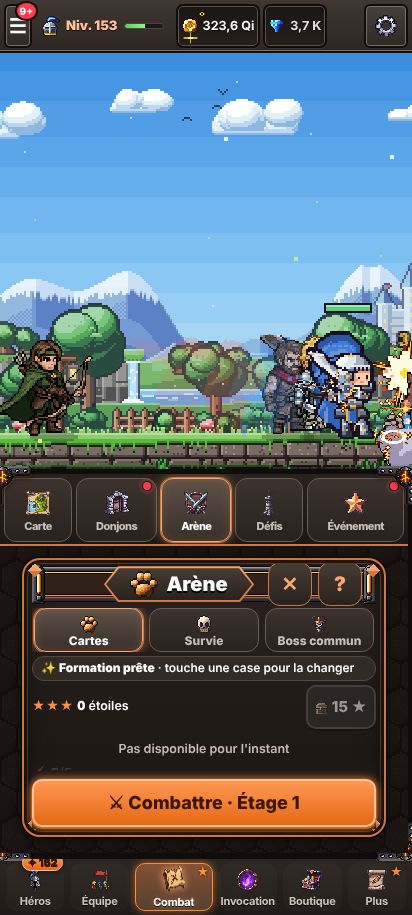 9+
Niv. 153
323,6 Qi
3,7 K
Carte
Donjons
Arène
Défis
Événement
Arène
✕
?
Cartes
Survie
Boss commun
✨ Formation prête · touche une case pour la changer
★★★ 0 étoiles
15 ★
Pas disponible pour l'instant
⚔ Combattre · Étage 1
Héros
Équipe
Combat
Invocation
Boutique
Plus